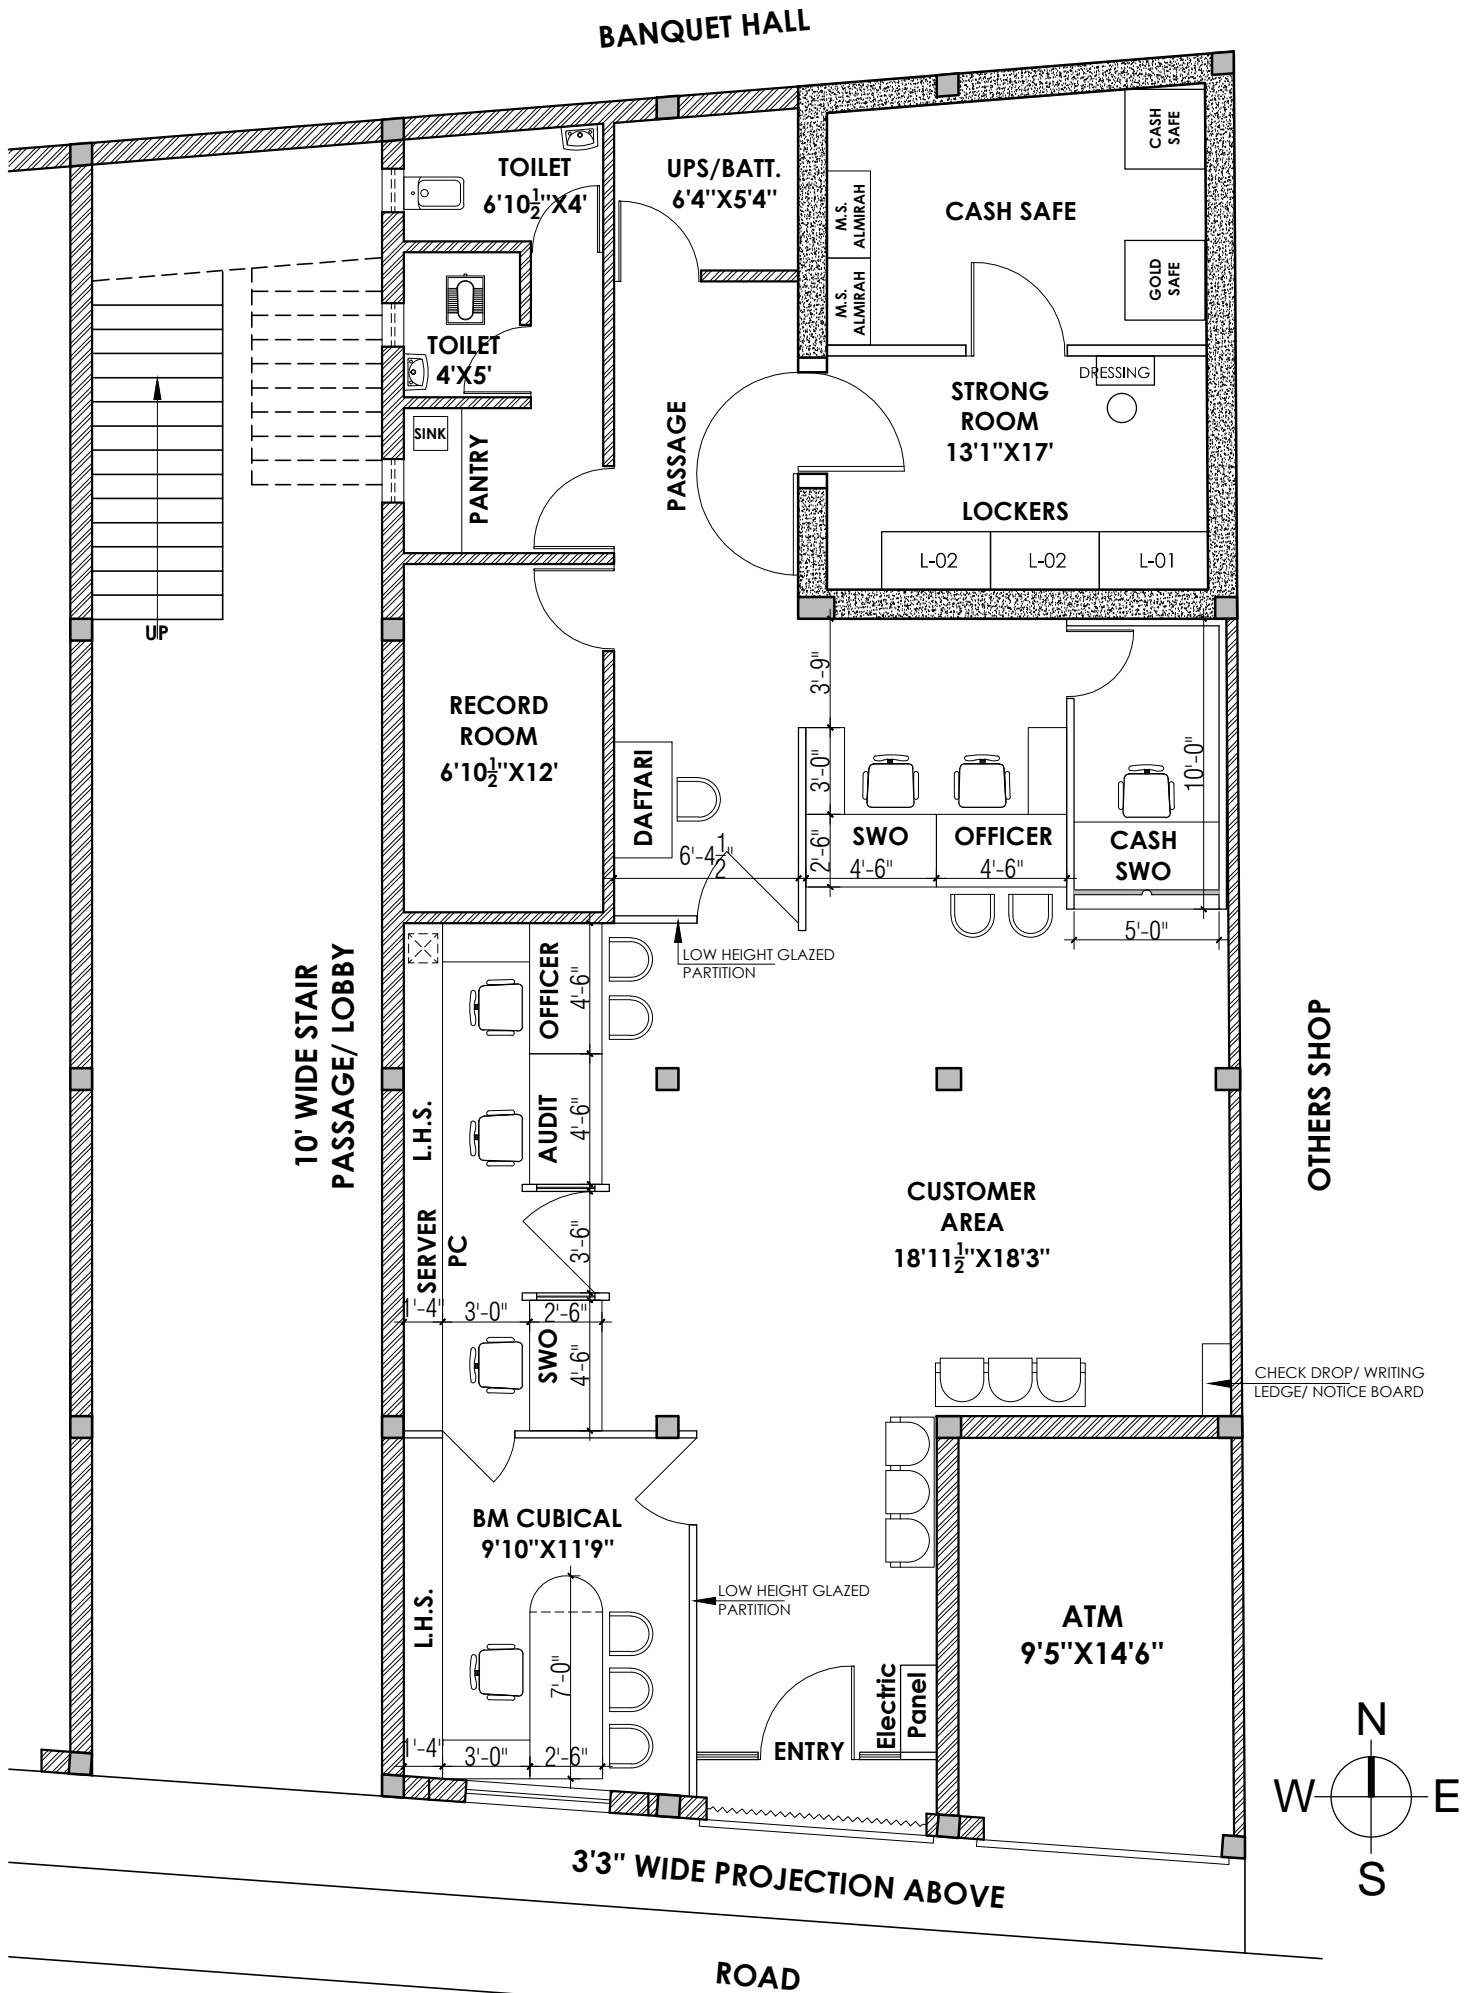 BANQUET HALL
TOILET
6'10½"X4'
UPS/BATT.
6'4"X5'4"
CASH
SAFE
M.S.
ALMIRAH
CASH SAFE
GOLD
SAFE
M.S.
ALMIRAH
TOILET
4'X5'
DRESSING
STRONG
ROOM
13'1"X17'
SINK
PANTRY
PASSAGE
LOCKERS
L-02
L-02
L-01
UP
RECORD
ROOM
6'10½"X12'
3'-9"
3'-0"
2'-6"
10'-0"
DAFTARI
6'-4½"
SWO
4'-6"
OFFICER
4'-6"
CASH
SWO
5'-0"
LOW HEIGHT GLAZED
PARTITION
OFFICER
4'-6"
10' WIDE STAIR
PASSAGE/ LOBBY
OTHERS SHOP
L.H.S.
AUDIT
4'-6"
CUSTOMER
AREA
18'11½"X18'3"
SERVER
PC
3'-6"
1'-4"
3'-0"
2'-6"
SWO
4'-6"
CHECK DROP/ WRITING
LEDGE/ NOTICE BOARD
BM CUBICAL
9'10"X11'9"
LOW HEIGHT GLAZED
PARTITION
L.H.S.
ATM
9'5"X14'6"
7'-0"
Electric
Panel
1'-4"
3'-0"
2'-6"
ENTRY
N
W
E
S
3'3" WIDE PROJECTION ABOVE
ROAD